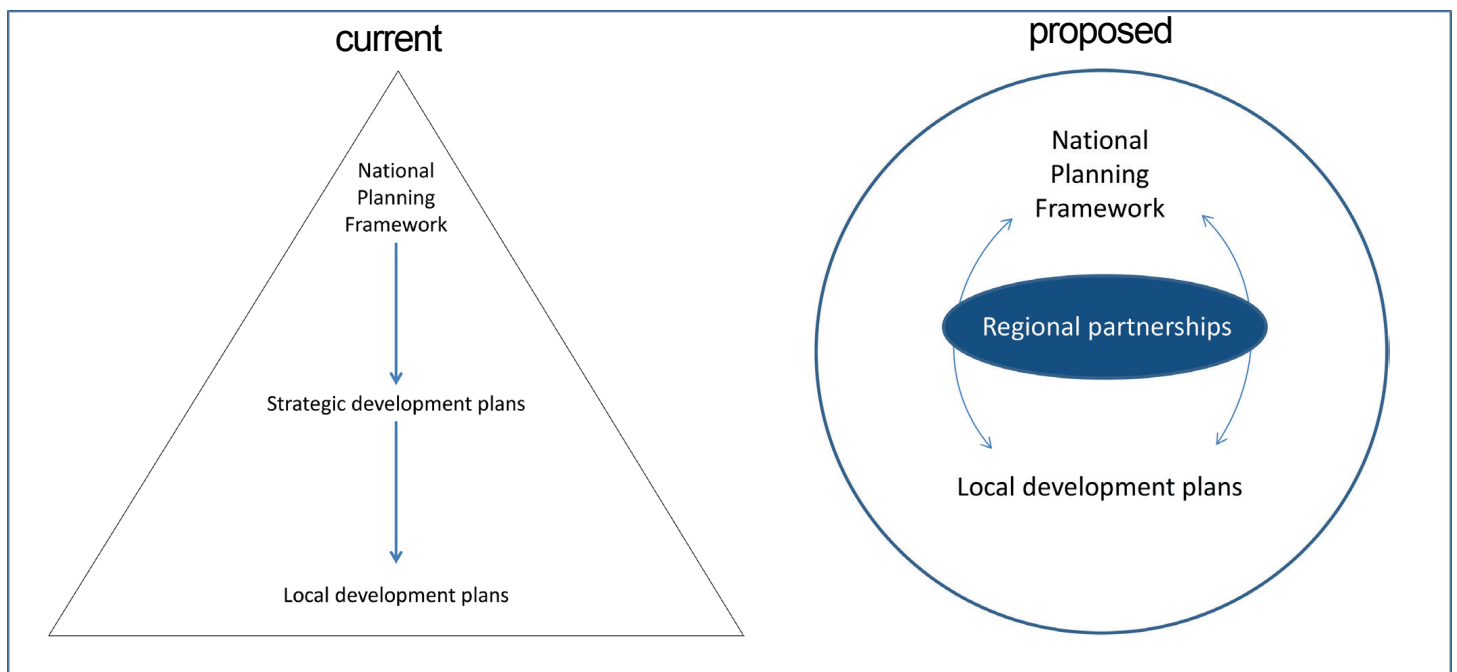 current
National
Planning
Framework
Strategic development plans
Local development plans
proposed
National
Planning
Framework
Regional partnerships
Local development plans